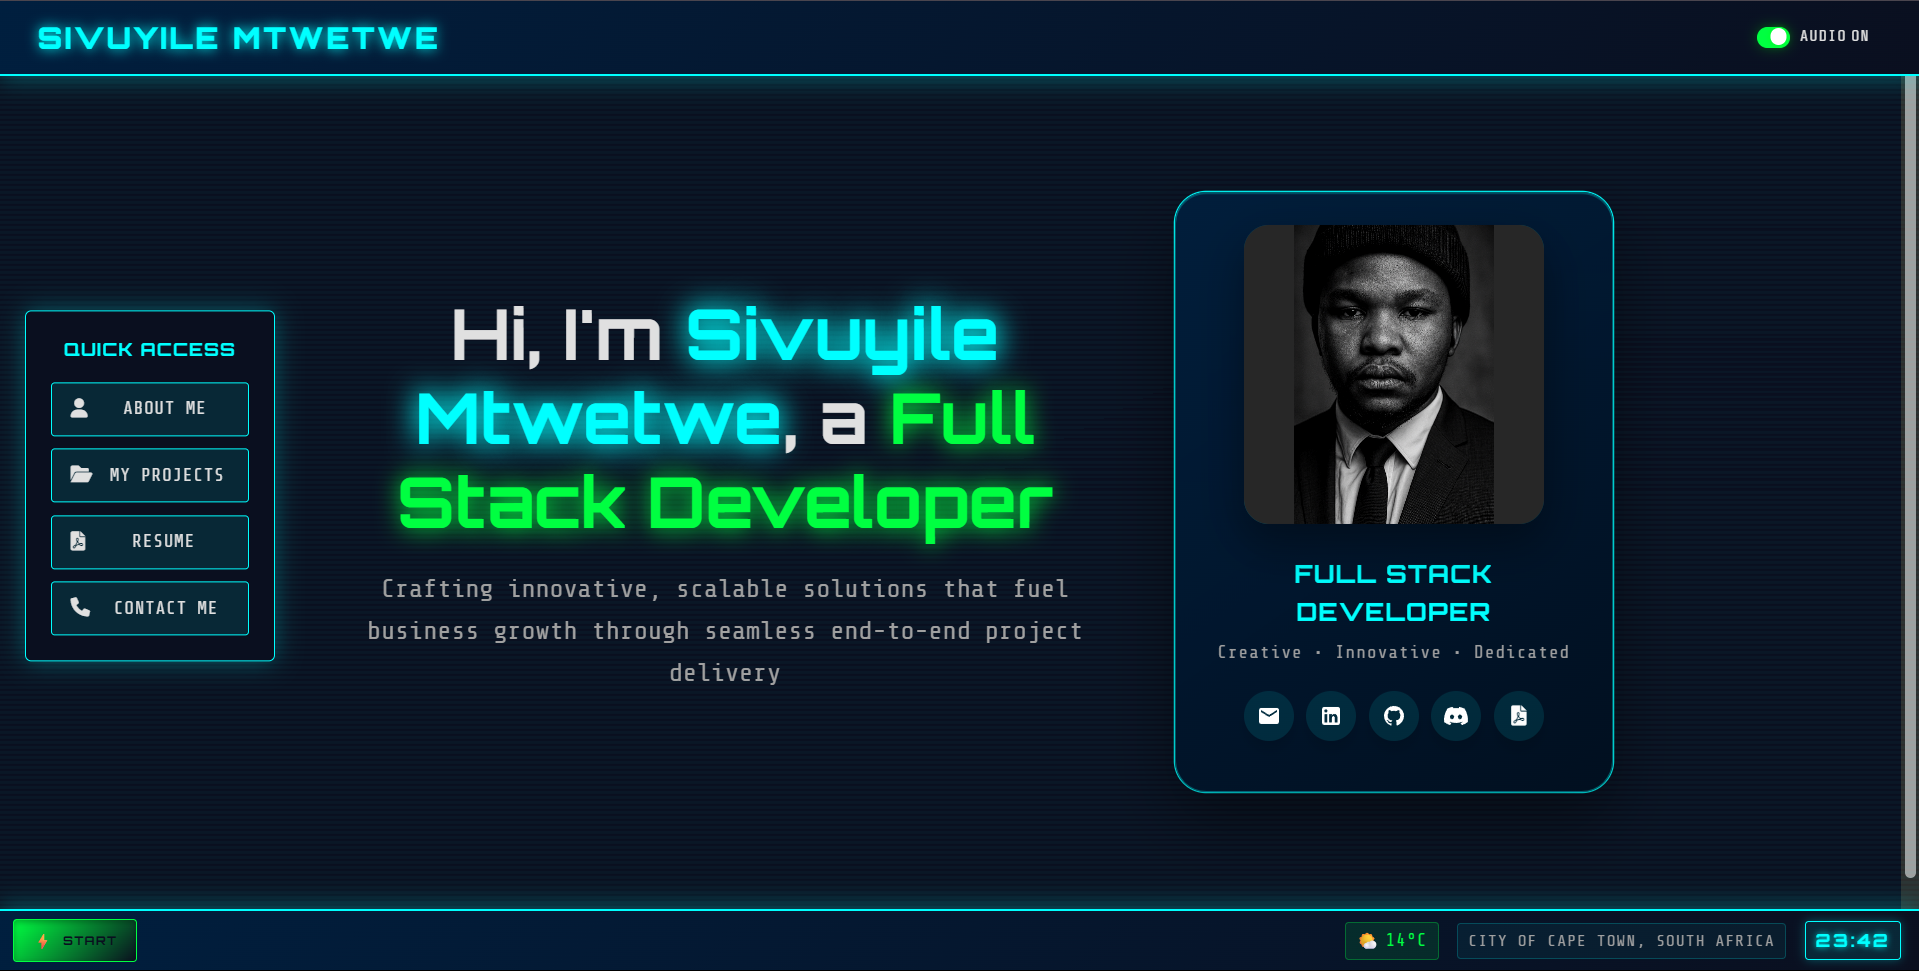 SIVUYILE MTWETWE
AUDIO ON
QUICK ACCESS
ABOUT ME
MY PROJECTS
RESUME
CONTACT ME
Hi, I'm Sivuyile
Mtwetwe, a Full
Stack Developer
Crafting innovative, scalable solutions that fuel
business growth through seamless end-to-end project
delivery
FULL STACK
DEVELOPER
Creative • Innovative • Dedicated
START
14°C
CITY OF CAPE TOWN, SOUTH AFRICA
23:42